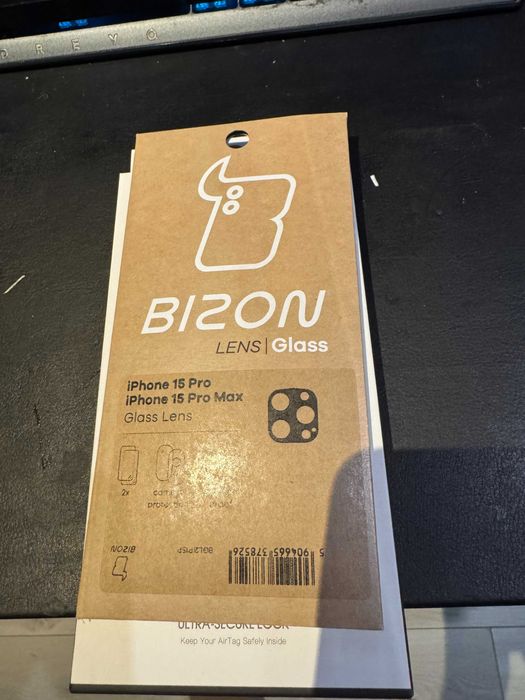 BIZON
LENS | Glass
iPhone 15 Pro
iPhone 15 Pro Max
Glass Lens
2x
BIZON
BGL2IP15P
5 904665 378526
ULTRA-SECURE LOCK
Keep Your AirTag Safely Inside